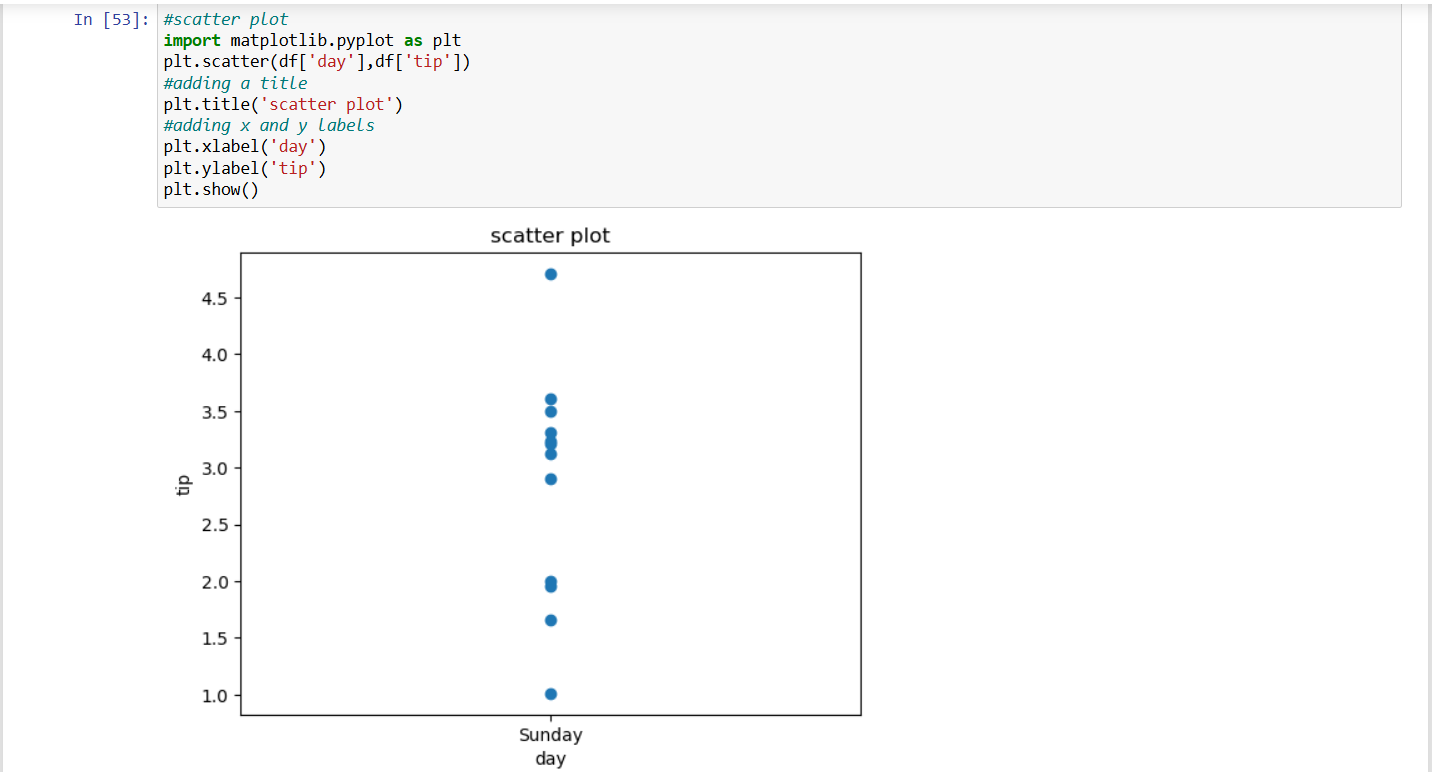 In [53]: #scatter plot
import matplotlib.pyplot as plt
plt.scatter(df['day'],df['tip'])
#adding a title
plt.title('scatter plot')
#adding x and y labels
plt.xlabel('day')
plt.ylabel('tip')
plt.show()
scatter plot
4.5
4.0
3.5
3.0
tip
2.5
2.0
1.5
1.0
Sunday
day